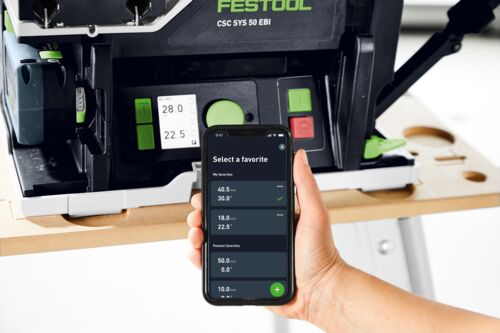 FESTOOL
CSC SYS 50 EBI
28.0
22.5
Select a favorite
My favorites
40.5 mm
30.0°
18.0 mm
22.5°
Festool favorites
50.0 mm
0.0°
10.0 mm